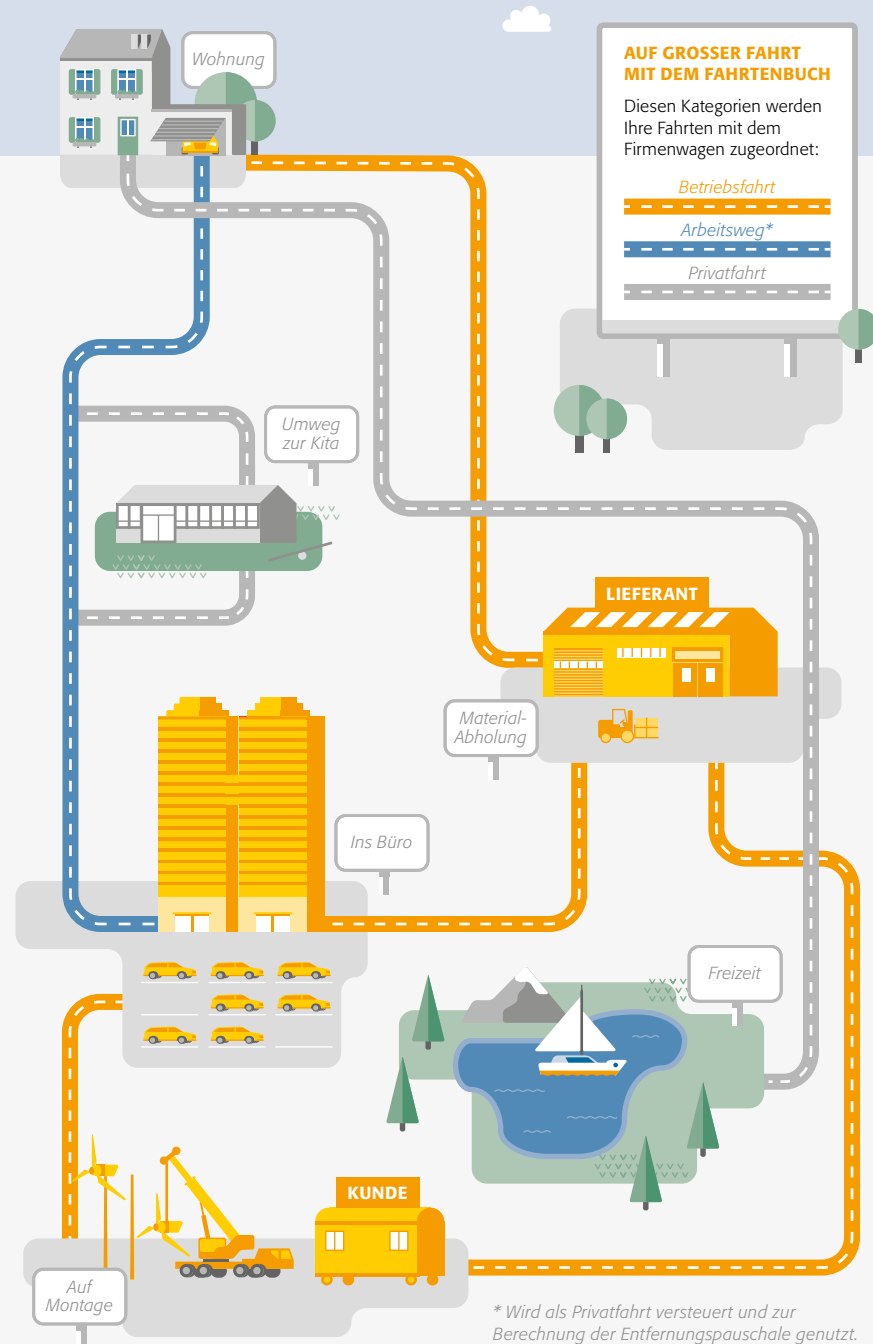 Wohnung
AUF GROSSER FAHRT
MIT DEM FAHRTENBUCH
Diesen Kategorien werden
Ihre Fahrten mit dem
Firmenwagen zugeordnet:
Betriebsfahrt
Arbeitsweg*
Privatfahrt
Umweg
zur Kita
LIEFERANT
Material-
Abholung
Ins Büro
Freizeit
KUNDE
Auf
Montage
* Wird als Privatfahrt versteuert und zur
Berechnung der Entfernungspauschale genutzt.